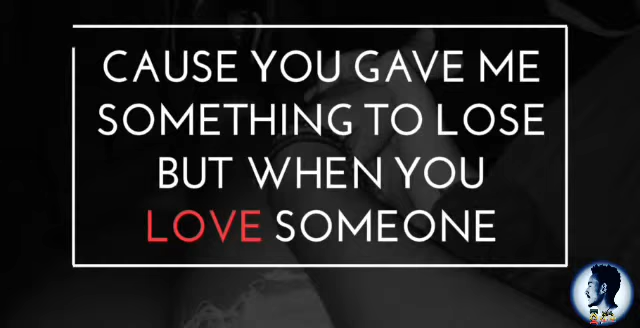 CAUSE YOU GAVE ME
SOMETHING TO LOSE
BUT WHEN YOU
LOVE SOMEONE